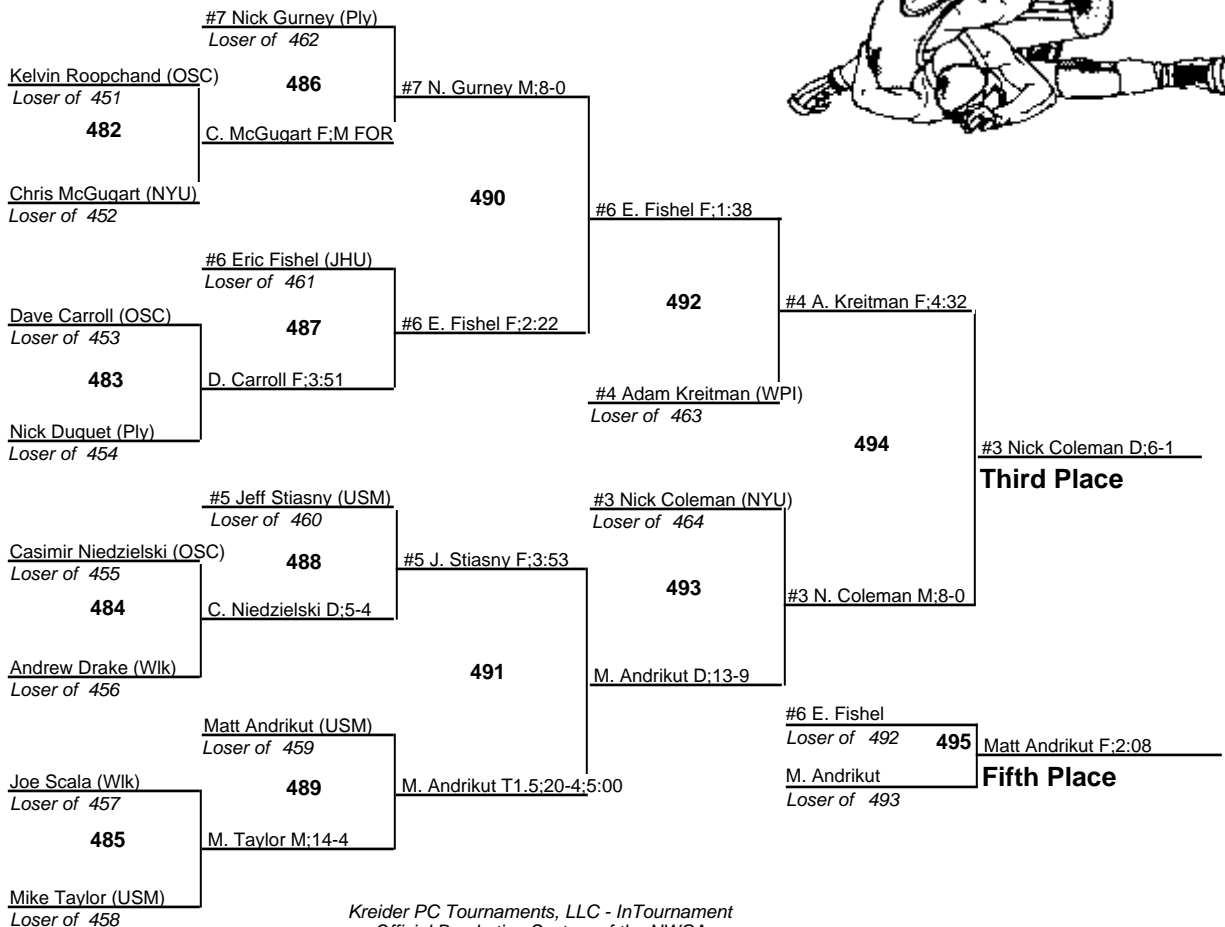 #7 Nick Gurney (Ply)
Loser of 462
Kelvin Roopchand (OSC)
Loser of 451
486
#7 N. Gurney M;8-0
482
C. McGugart F;M FOR
Chris McGugart (NYU)
Loser of 452
490
#6 E. Fishel F;1:38
#6 Eric Fishel (JHU)
Loser of 461
Dave Carroll (OSC)
Loser of 453
487
#6 E. Fishel F;2:22
492
#4 A. Kreitman F;4:32
483
D. Carroll F;3:51
#4 Adam Kreitman (WPI)
Loser of 463
Nick Duquet (Ply)
Loser of 454
494
#3 Nick Coleman D;6-1
Third Place
#5 Jeff Stiasny (USM)
Loser of 460
#3 Nick Coleman (NYU)
Loser of 464
Casimir Niedzielski (OSC)
Loser of 455
488
#5 J. Stiasny F;3:53
484
C. Niedzielski D;5-4
493
#3 N. Coleman M;8-0
Andrew Drake (Wlk)
Loser of 456
491
M. Andrikut D;13-9
Matt Andrikut (USM)
Loser of 459
#6 E. Fishel
Loser of 492
495
Matt Andrikut F;2:08
Fifth Place
Joe Scala (Wlk)
Loser of 457
489
M. Andrikut T1.5;20-4;5:00
M. Andrikut
Loser of 493
485
M. Taylor M;14-4
Mike Taylor (USM)
Loser of 458
Kreider PC Tournaments, LLC - InTournament